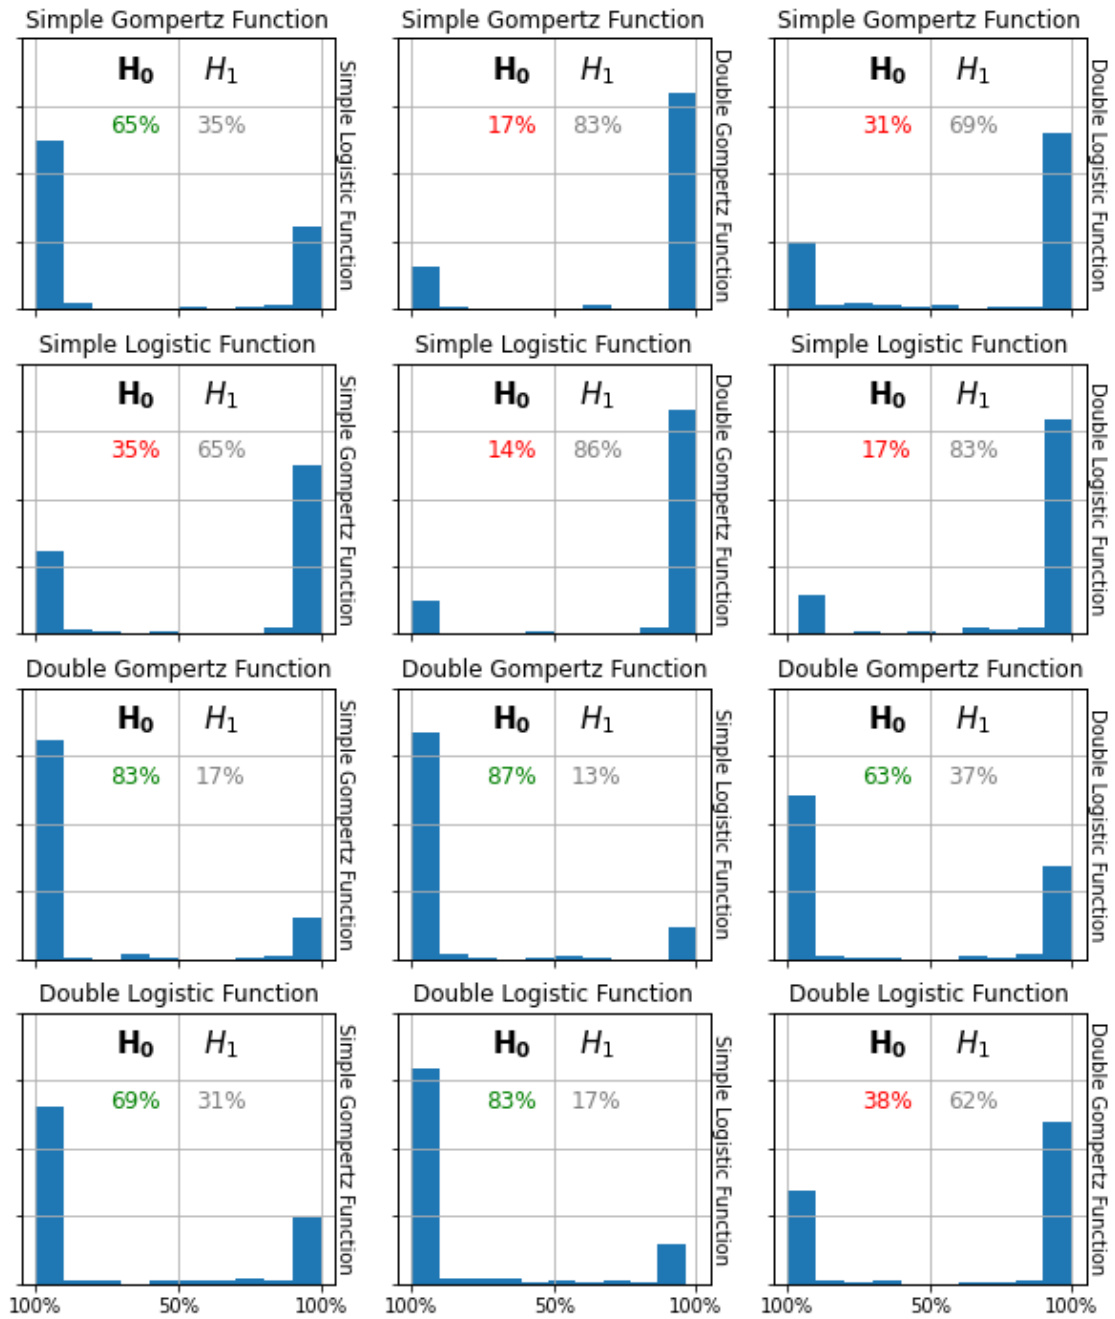 Simple Gompertz Function
H0 H1
65% 35%
Simple Logistic Function
Simple Gompertz Function
H0 H1
17% 83%
Double Gompertz Function
Simple Gompertz Function
H0 H1
31% 69%
Double Logistic Function
Simple Logistic Function
H0 H1
35% 65%
Simple Gompertz Function
Simple Logistic Function
H0 H1
14% 86%
Double Gompertz Function
Simple Logistic Function
H0 H1
17% 83%
Double Logistic Function
Double Gompertz Function
H0 H1
83% 17%
Simple Gompertz Function
Double Gompertz Function
H0 H1
87% 13%
Simple Logistic Function
Double Gompertz Function
H0 H1
63% 37%
Double Logistic Function
Double Logistic Function
H0 H1
69% 31%
Simple Gompertz Function
100% 50% 100%
Double Logistic Function
H0 H1
83% 17%
Simple Logistic Function
100% 50% 100%
Double Logistic Function
H0 H1
38% 62%
Double Gompertz Function
100% 50% 100%